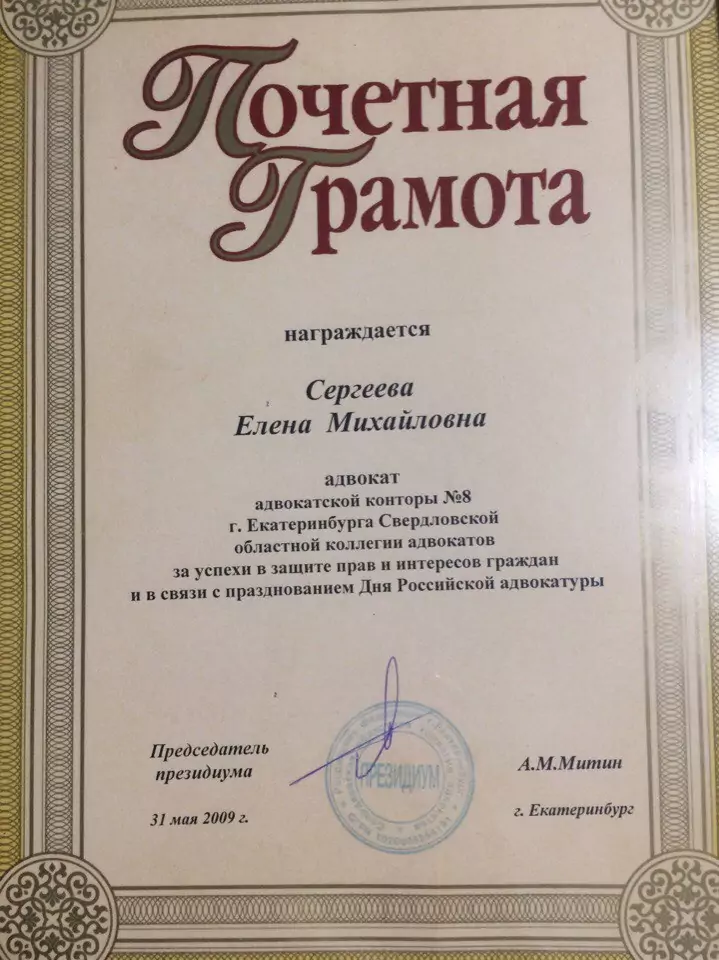 Почетная
Грамота
награждается
Сергеева
Елена Михайловна
адвокат
адвокатской конторы №8
г. Екатеринбурга Свердловской
областной коллегии адвокатов
за успехи в защите прав и интересов граждан
и в связи с празднованием Дня Российской адвокатуры
Председатель
президиума
А.М.Митин
ПРЕЗИДИУМ
31 мая 2009 г.
г. Екатеринбург